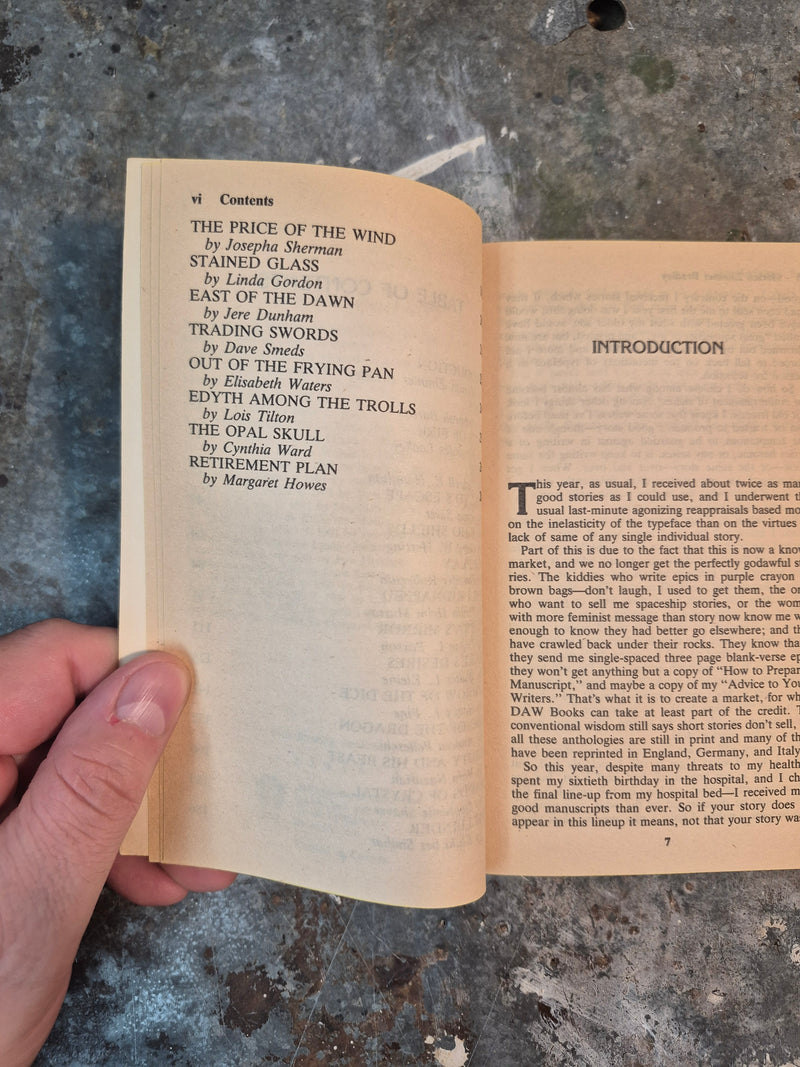 vi Contents
THE PRICE OF THE WIND
by Josepha Sherman
STAINED GLASS
by Linda Gordon
EAST OF THE DAWN
by Jere Dunham
TRADING SWORDS
by Dave Smeds
OUT OF THE FRYING PAN
by Elisabeth Waters
EDYTH AMONG THE TROLLS
by Lois Tilton
THE OPAL SKULL
by Cynthia Ward
RETIREMENT PLAN
by Margaret Howes
INTRODUCTION
This year, as usual, I received about twice as
good stories as I could use, and I underwent
usual last-minute agonizing reappraisals based
on the inelasticity of the typeface than on the virtues
lack of same of any single individual story.
Part of this is due to the fact that this is now a
market, and we no longer get the perfectly godawful
ries. The kiddies who write epics in purple crayon
brown bags—don't laugh, I used to get them, the
who want to sell me spaceship stories, or the
with more feminist message than story now know me
enough to know they had better go elsewhere; and
have crawled back under their rocks. They know
they send me single-spaced three page blank-verse
they won't get anything but a copy of "How to
Manuscript," and maybe a copy of my "Advice to
Writers." That's what it is to create a market, for
DAW Books can take at least part of the credit.
conventional wisdom still says short stories don't sell,
all these anthologies are still in print and many of
have been reprinted in England, Germany, and Italy
So this year, despite many threats to my health
spent my sixtieth birthday in the hospital, and I
the final line-up from my hospital bed—I received
good manuscripts than ever. So if your story does
appear in this lineup it means, not that your story
7